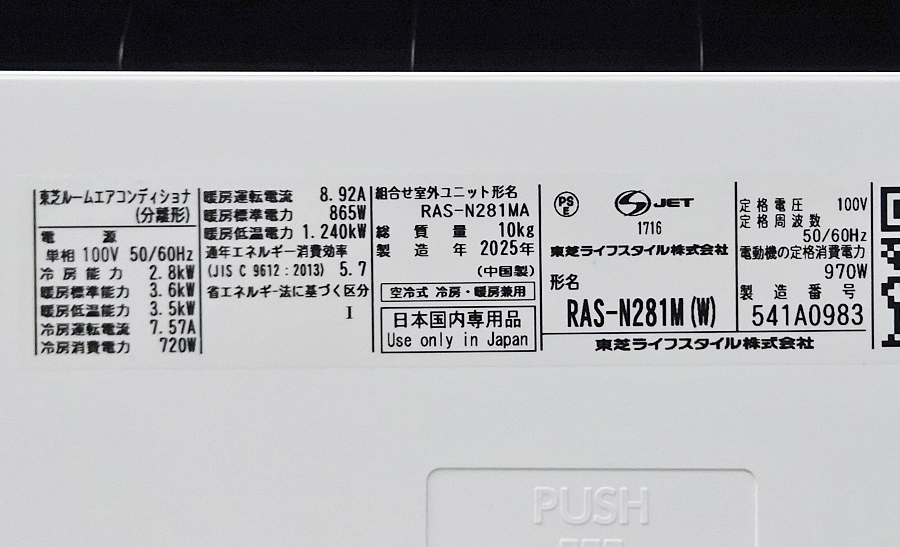 東芝ルームエアコンディショナ
(分離形)
電 源
単相 100V 50/60Hz
冷房能力 2.8kW
暖房標準能力 3.6kW
暖房低温能力 3.5kW
冷房運転電流 7.57A
冷房消費電力 720W
暖房運転電流 8.92A
暖房標準電力 865W
暖房低温電力 1.240kW
通年エネルギー消費効率
(JIS C 9612:2013) 5.7
省エネルギー法に基づく区分
I
組合せ室外ユニット形名
RAS-N281MA
総質量 10kg
製造年 2025年
(中国製)
空冷式 冷房・暖房兼用
日本国内専用品
Use only in Japan
PS
E
JET
1716
東芝ライフスタイル株式会社
形名
RAS-N281M(W)
定格電圧 100V
定格周波数
50/60Hz
電動機の定格消費電力
970W
製造番号
541A0983
東芝ライフスタイル株式会社
PUSH